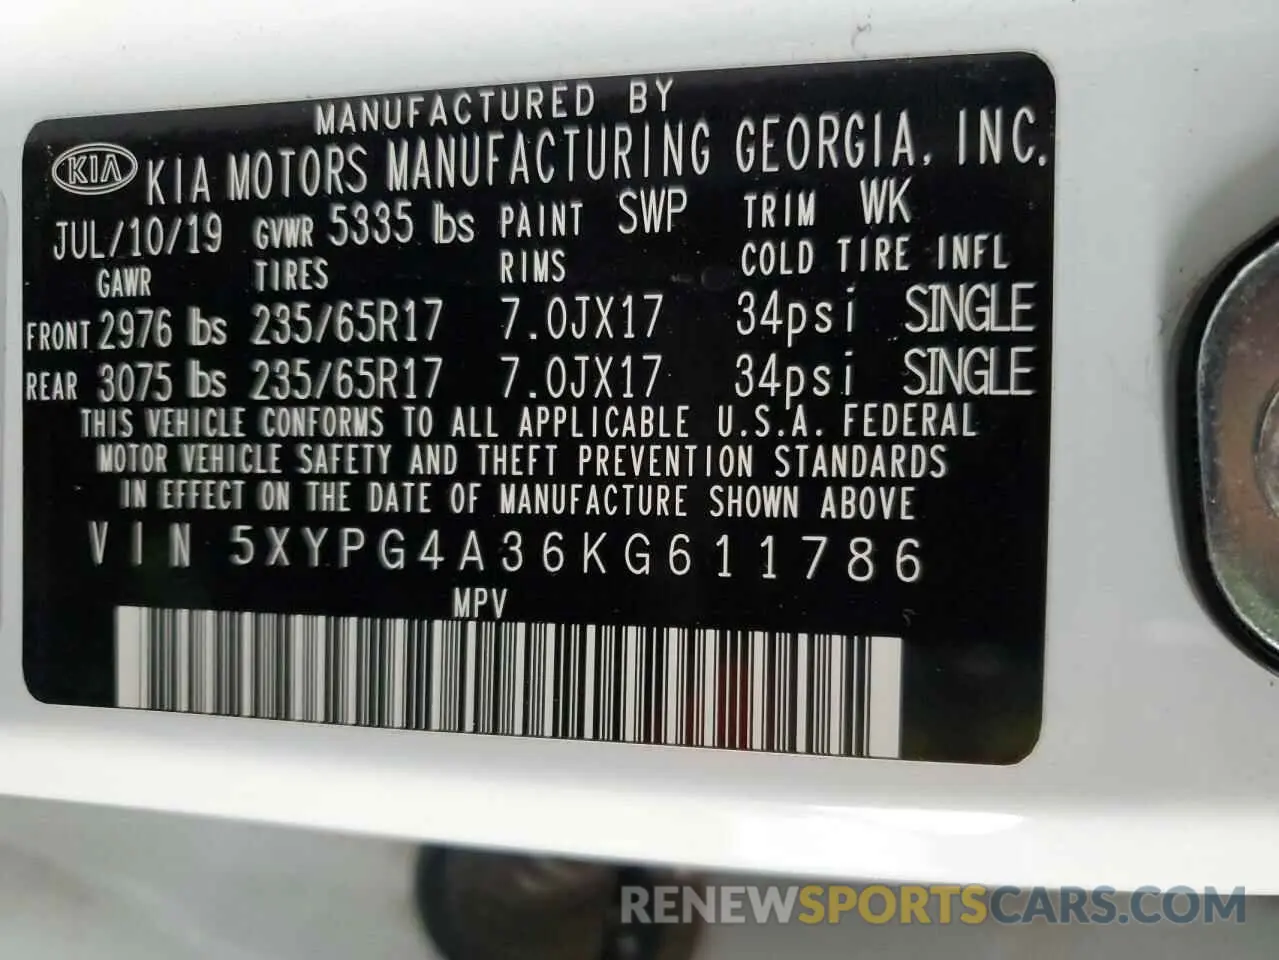 MANUFACTURED BY
KIA KIA MOTORS MANUFACTURING GEORGIA, INC.
JUL/10/19 GVWR 5335 lbs PAINT SWP TRIM WK
GAWR TIRES RIMS COLD TIRE INFL
FRONT 2976 lbs 235/65R17 7.0JX17 34psi SINGLE
REAR 3075 lbs 235/65R17 7.0JX17 34psi SINGLE
THIS VEHICLE CONFORMS TO ALL APPLICABLE U.S.A. FEDERAL
MOTOR VEHICLE SAFETY AND THEFT PREVENTION STANDARDS
IN EFFECT ON THE DATE OF MANUFACTURE SHOWN ABOVE
VIN 5XYPG4A36KG611786
MPV
RENEWSPORTSCARS.COM